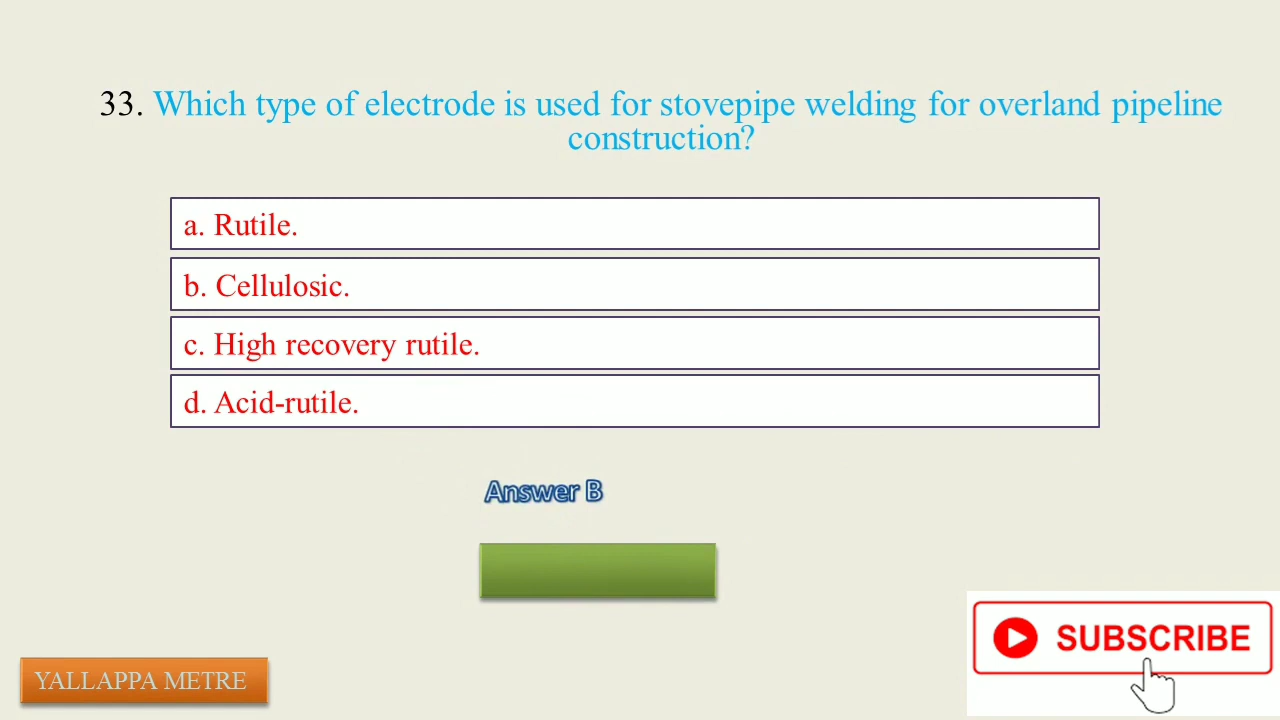 33. Which type of electrode is used for stovepipe welding for overland pipeline
construction?
a. Rutile.
b. Cellulosic.
c. High recovery rutile.
d. Acid-rutile.
Answer B
SUBSCRIBE
YALLAPPA METRE